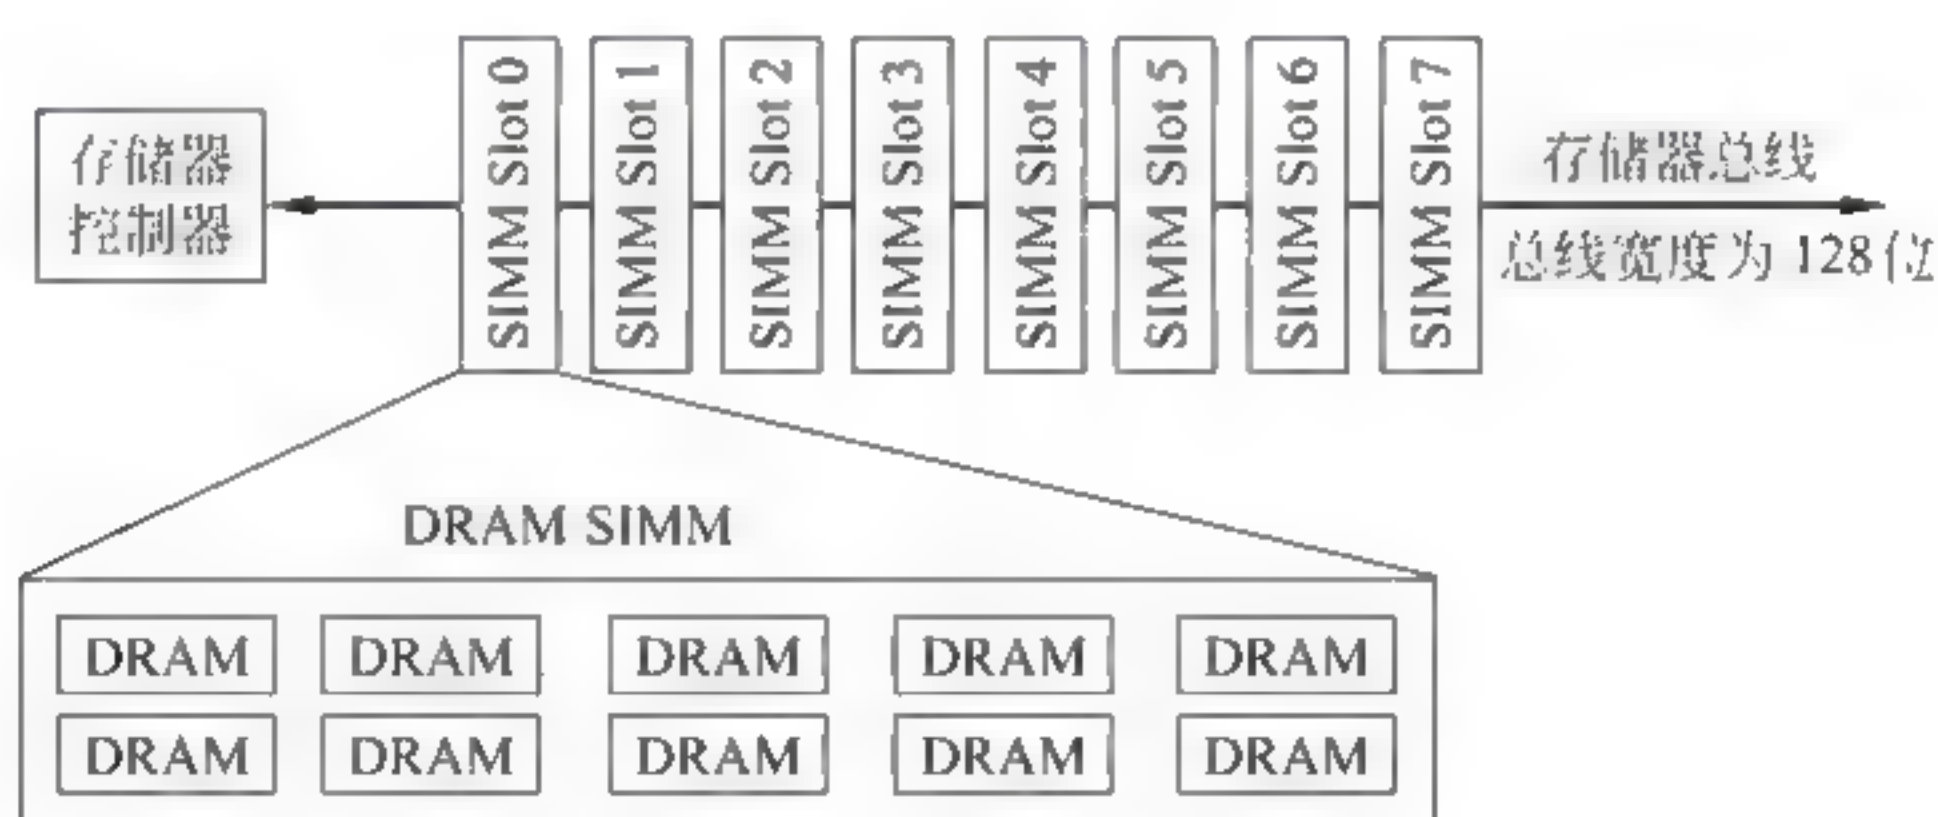 存储器
控制器
SIMM Slot 0
SIMM Slot 1
SIMM Slot 2
SIMM Slot 3
SIMM Slot 4
SIMM Slot 5
SIMM Slot 6
SIMM Slot 7
存储器总线
总线宽度为 128 位
DRAM SIMM
DRAM DRAM DRAM DRAM DRAM
DRAM DRAM DRAM DRAM DRAM